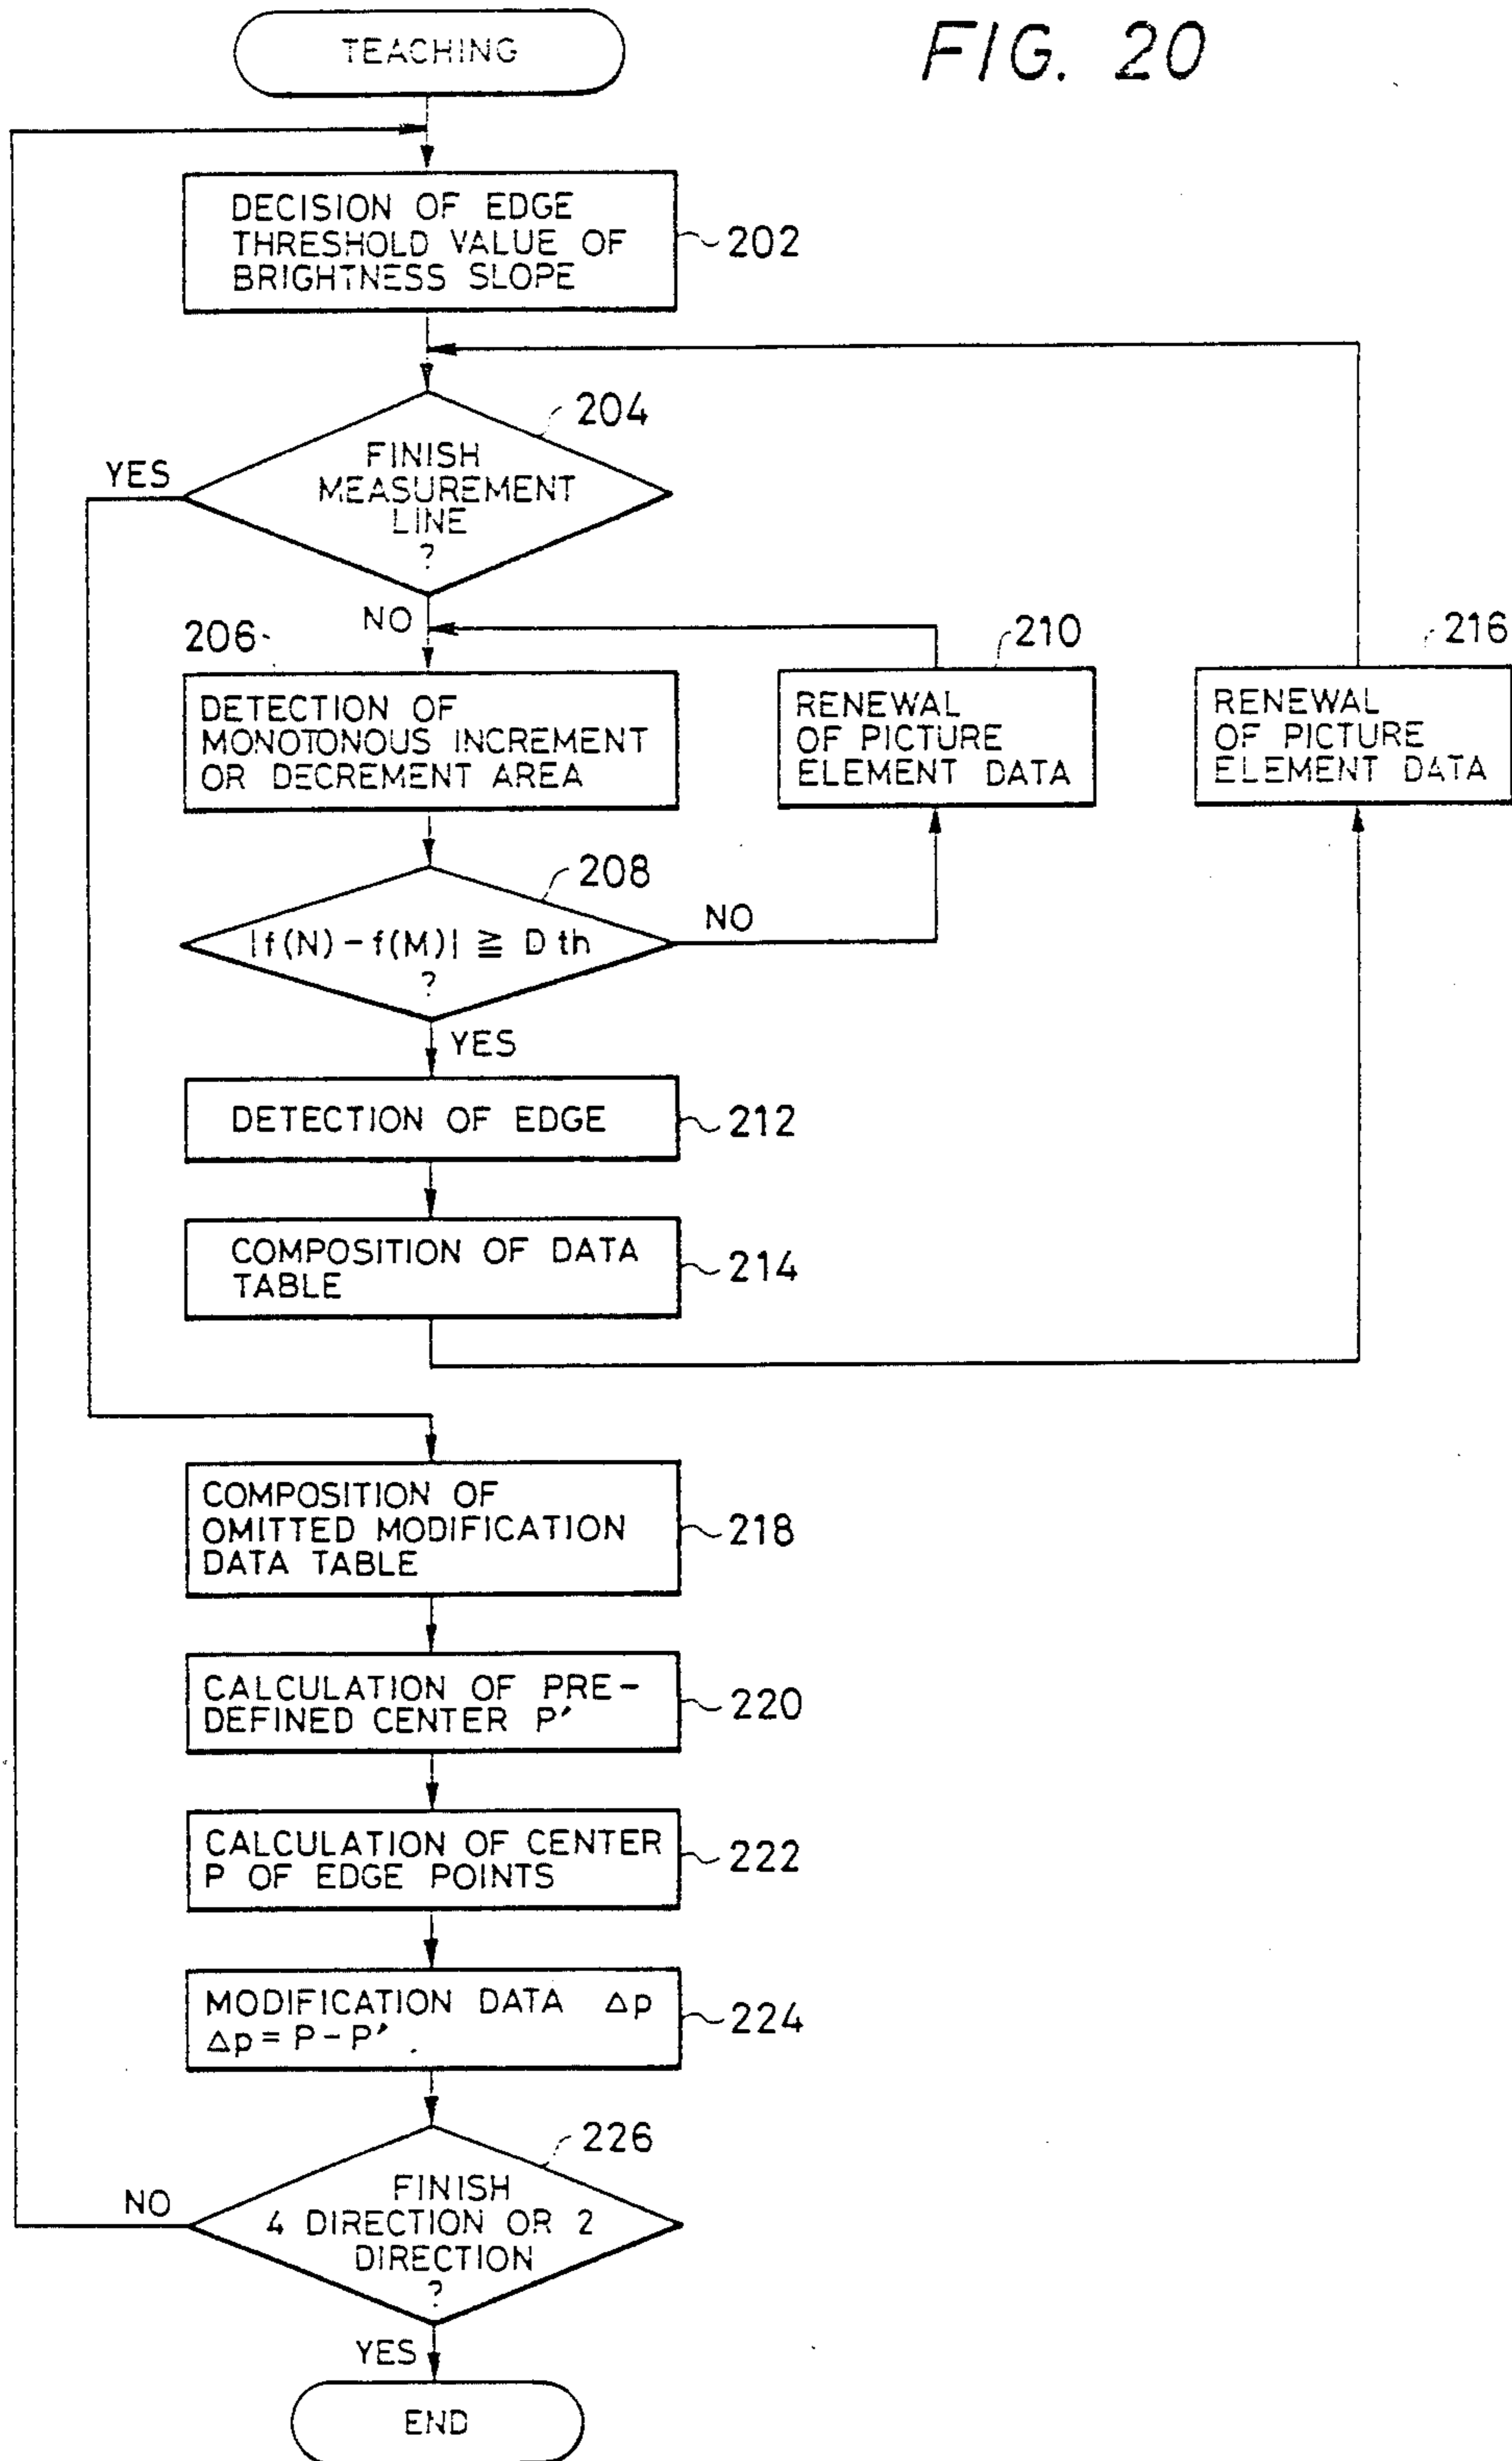 FIG. 20
TEACHING
DECISION OF EDGE
THRESHOLD VALUE OF
BRIGHTNESS SLOPE
202
204
FINISH
MEASUREMENT
LINE
?
YES
NO
206
DETECTION OF
MONOTONOUS INCREMENT
OR DECREMENT AREA
210
RENEWAL
OF PICTURE
ELEMENT DATA
216
RENEWAL
OF PICTURE
ELEMENT DATA
208
|f(N) - f(M)| ≧ D th
?
NO
YES
DETECTION OF EDGE
212
COMPOSITION OF DATA
TABLE
214
COMPOSITION OF
OMITTED MODIFICATION
DATA TABLE
218
CALCULATION OF PRE-
DEFINED CENTER P'
220
CALCULATION OF CENTER
P OF EDGE POINTS
222
MODIFICATION DATA Δp
Δp = P - P'
224
226
FINISH
4 DIRECTION OR 2
DIRECTION
?
NO
YES
END